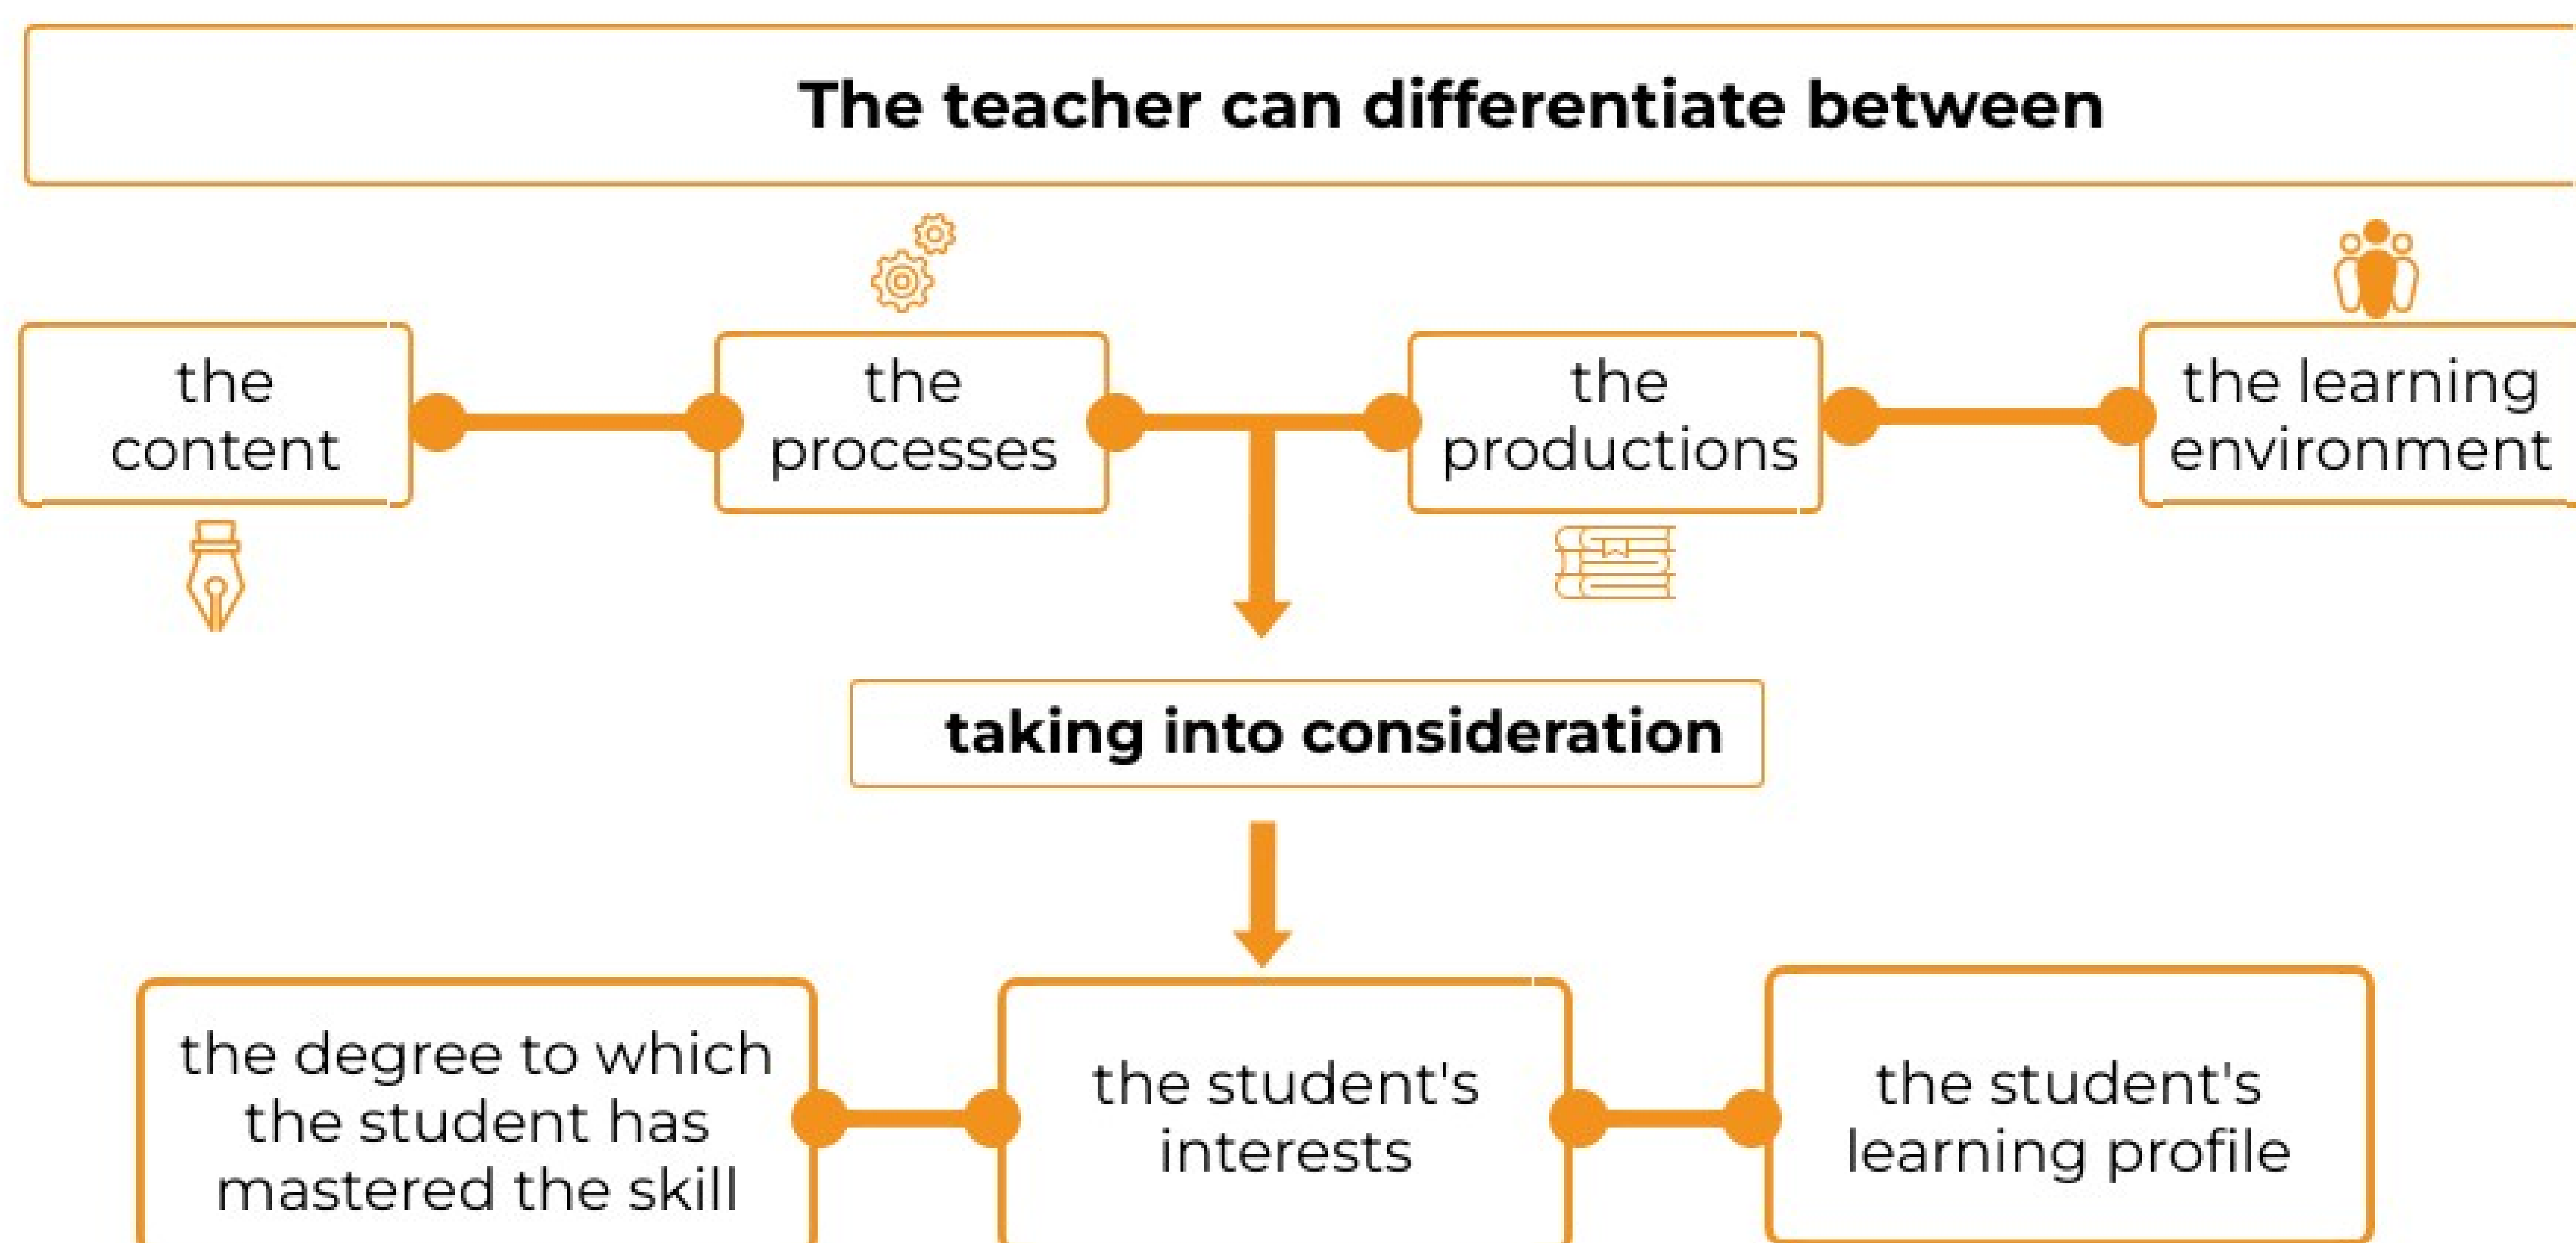 The teacher can differentiate between
the
content
the
processes
the
productions
the learning
environment
taking into consideration
the degree to which
the student has
mastered the skill
the student's
interests
the student's
learning profile